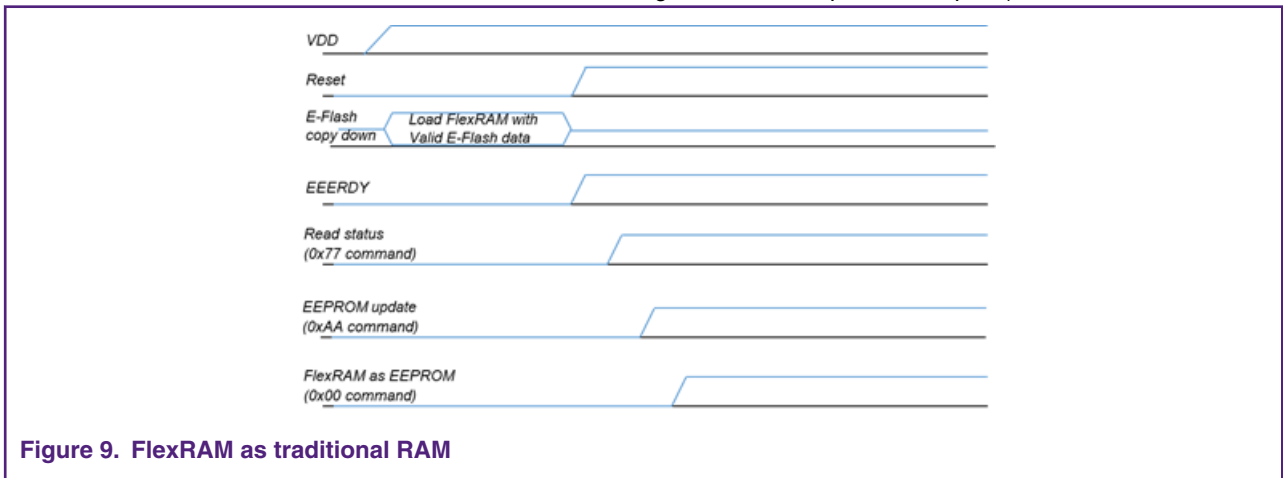 VDD
Reset
E-Flash
copy down
Load FlexRAM with
Valid E-Flash data
EEERDY
Read status
(0x77 command)
EEPROM update
(0xAA command)
FlexRAM as EEPROM
(0x00 command)
Figure 9. FlexRAM as traditional RAM